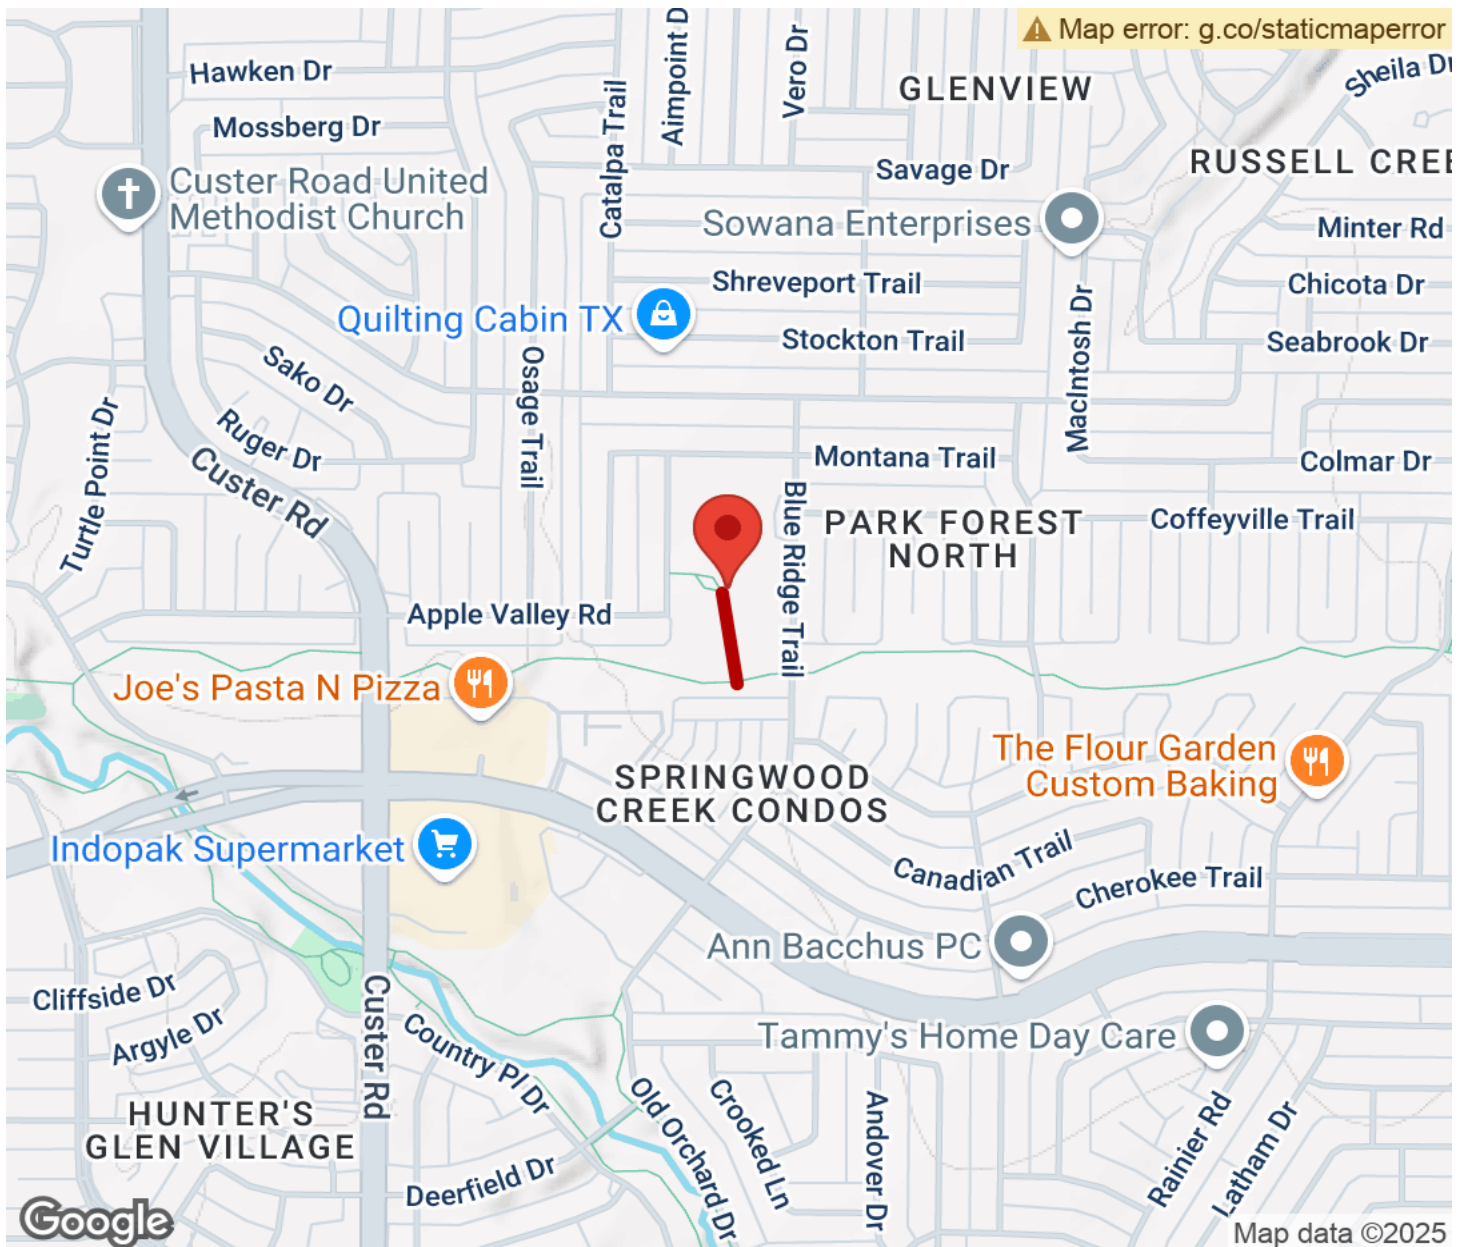 Map error: g.co/staticmaperror
Hawken Dr
Mossberg Dr
Catalpa Trail
Aimpoint D
Vero Dr
GLENVIEW
Sheila Dr
RUSSELL CREE
Custer Road United
Methodist Church
Savage Dr
Sowana Enterprises
Minter Rd
Shreveport Trail
Chicota Dr
Quilting Cabin TX
Stockton Trail
Seabrook Dr
MacIntosh Dr
Sako Dr
Osage Trail
Turtle Point Dr
Ruger Dr
Custer Rd
Montana Trail
Colmar Dr
Blue Ridge Trail
PARK FOREST
NORTH
Coffeyville Trail
Apple Valley Rd
Joe's Pasta N Pizza
The Flour Garden
Custom Baking
SPRINGWOOD
CREEK CONDOS
Indopak Supermarket
Canadian Trail
Cherokee Trail
Ann Bacchus PC
Cliffside Dr
Argyle Dr
Custer Rd
Country Pl Dr
Tammy's Home Day Care
HUNTER'S
GLEN VILLAGE
Old Orchard Dr
Crooked Ln
Andover Dr
Rainier Rd
Latham Dr
Deerfield Dr
Google
Map data ©2025